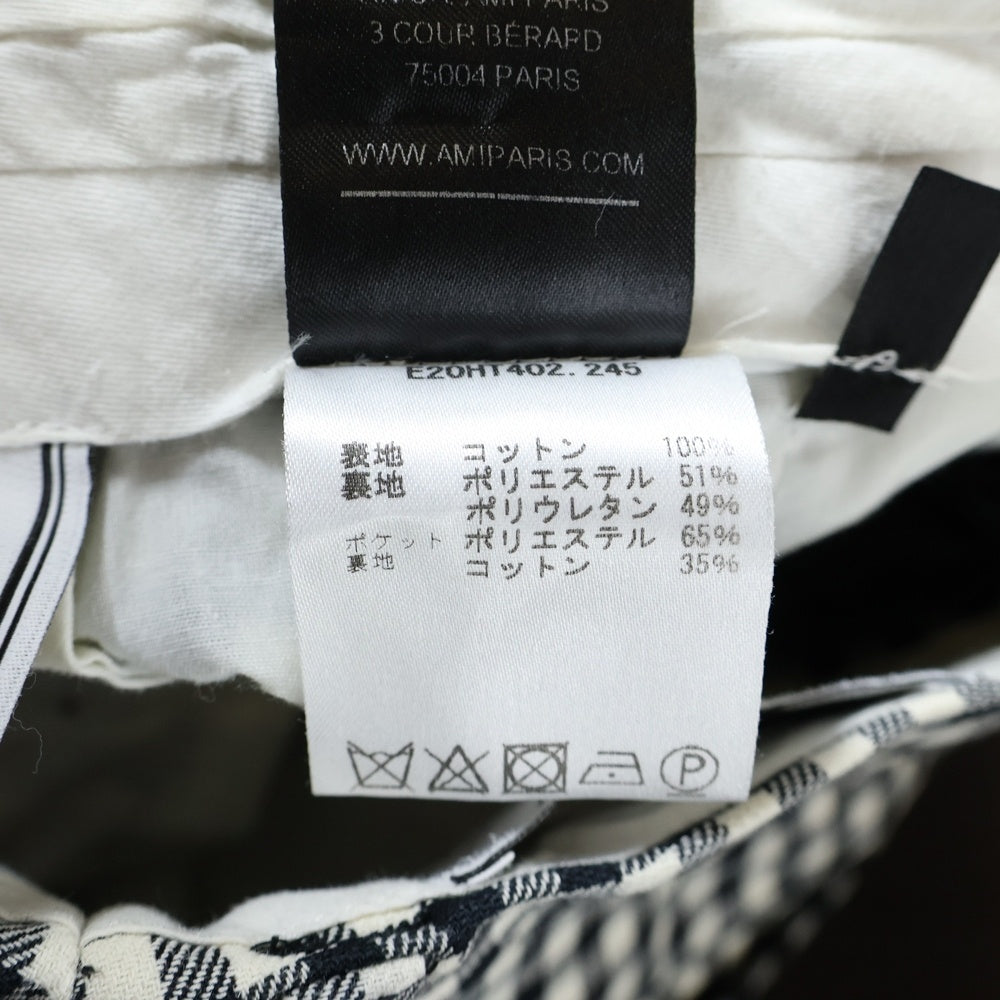 AMI PARIS
3 COUR BÉRARD
75004 PARIS
WWW.AMIPARIS.COM
E20HT402.245
表地 コットン 100%
裏地 ポリエステル 51%
ポリウレタン 49%
ポケット裏地 ポリエステル 65%
コットン 35%
P